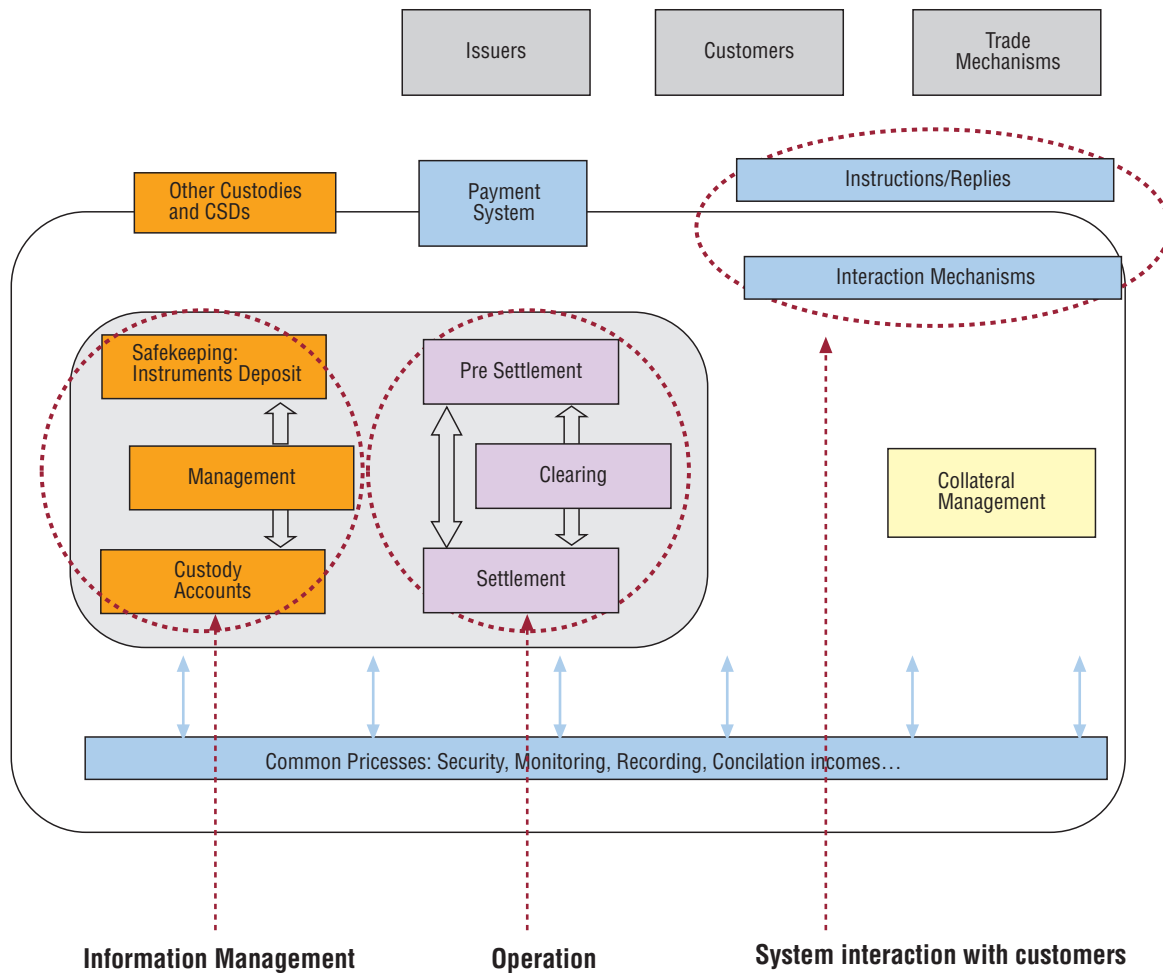 Issuers
Customers
Trade
Mechanisms
Other Custodies
and CSDs
Payment
System
Instructions/Replies
Interaction Mechanisms
Safekeeping:
Instruments Deposit
Pre Settlement
Management
Clearing
Collateral
Management
Custody
Accounts
Settlement
Common Pricesses: Security, Monitoring, Recording, Concilation incomes…
Information Management
Operation
System interaction with customers